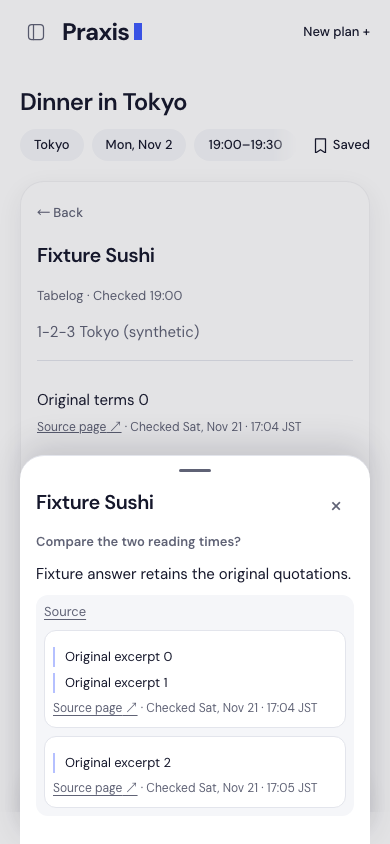 Praxis
New plan +
Dinner in Tokyo
Tokyo
Mon, Nov 2
19:00–19:30
Saved
← Back
Fixture Sushi
Tabelog · Checked 19:00
1-2-3 Tokyo (synthetic)
Original terms 0
Source page ↗ · Checked Sat, Nov 21 · 17:04 JST
Fixture Sushi
×
Compare the two reading times?
Fixture answer retains the original quotations.
Source
Original excerpt 0
Original excerpt 1
Source page ↗ · Checked Sat, Nov 21 · 17:04 JST
Original excerpt 2
Source page ↗ · Checked Sat, Nov 21 · 17:05 JST